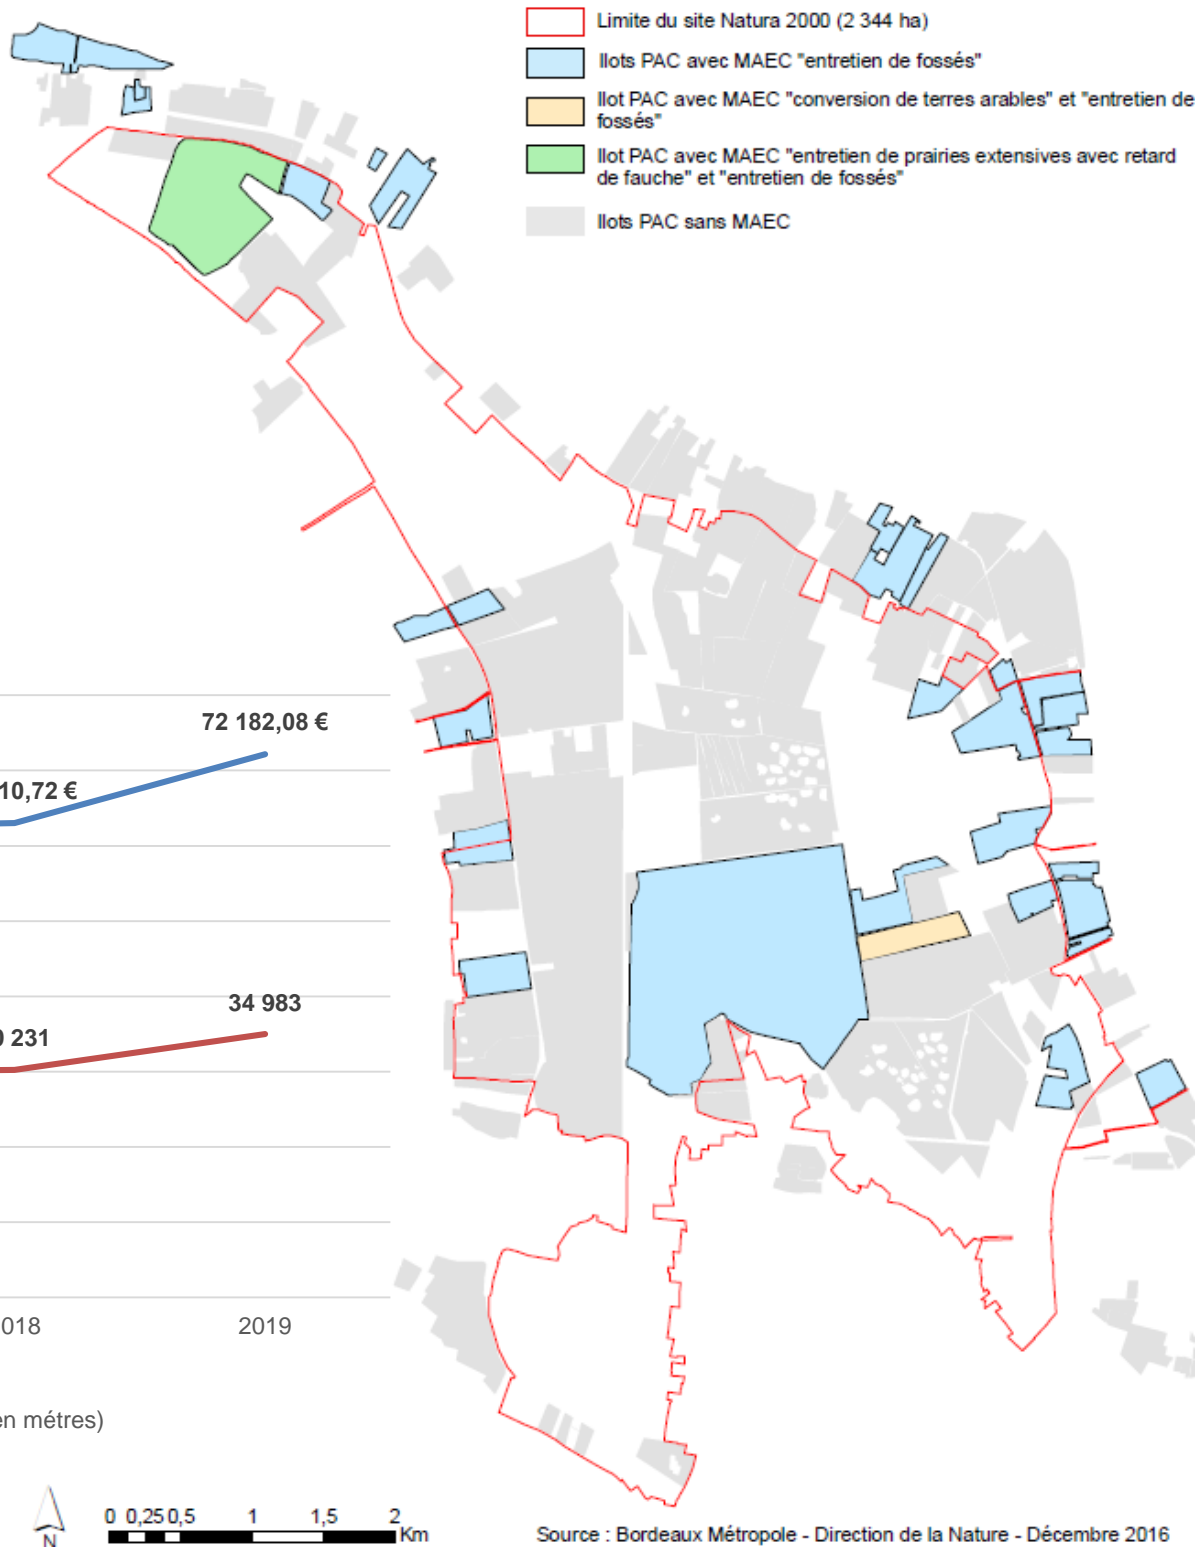 Limite du site Natura 2000 (2 344 ha)
Ilots PAC avec MAEC "entretien de fossés"
Ilot PAC avec MAEC "conversion de terres arables" et "entretien de
fossés"
Ilot PAC avec MAEC "entretien de prairies extensives avec retard
de fauche" et "entretien de fossés"
Ilots PAC sans MAEC
72 182,08 €
10,72 €
34 983
231
018
2019
en métres)
N
0 0,25 0,5 1 1,5 2
Km
Source : Bordeaux Métropole - Direction de la Nature - Décembre 2016